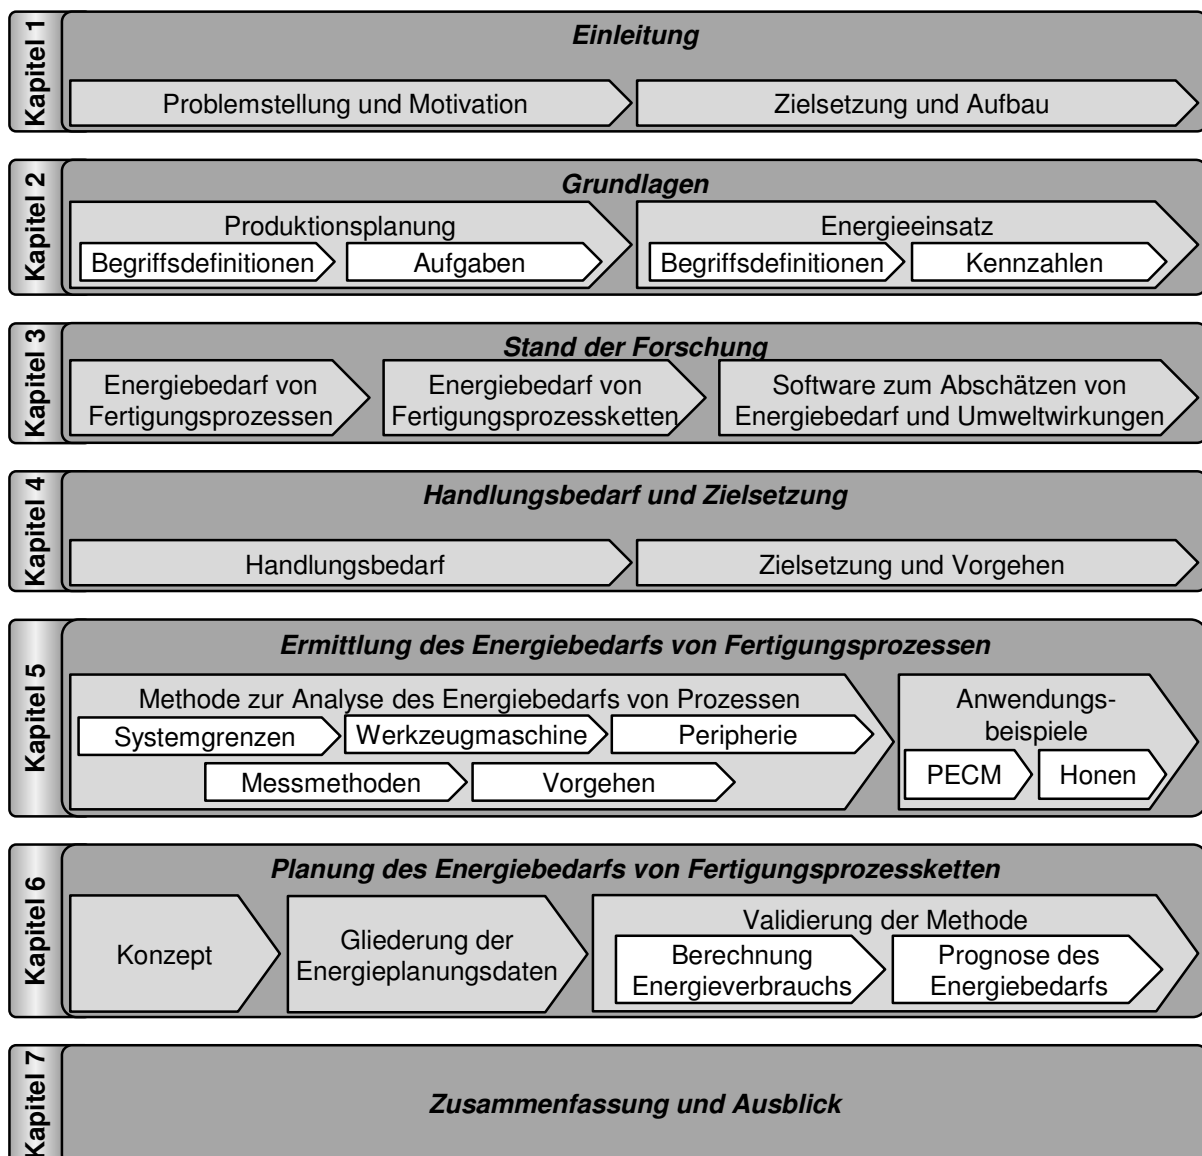 Kapitel 1
Einleitung
Problemstellung und Motivation
Zielsetzung und Aufbau
Kapitel 2
Grundlagen
Produktionsplanung
Begriffsdefinitionen
Aufgaben
Energieeinsatz
Begriffsdefinitionen
Kennzahlen
Kapitel 3
Stand der Forschung
Energiebedarf von
Fertigungsprozessen
Energiebedarf von
Fertigungsprozessketten
Software zum Abschätzen von
Energiebedarf und Umweltwirkungen
Kapitel 4
Handlungsbedarf und Zielsetzung
Handlungsbedarf
Zielsetzung und Vorgehen
Kapitel 5
Ermittlung des Energiebedarfs von Fertigungsprozessen
Methode zur Analyse des Energiebedarfs von Prozessen
Systemgrenzen
Werkzeugmaschine
Peripherie
Messmethoden
Vorgehen
Anwendungs-
beispiele
PECM
Honen
Kapitel 6
Planung des Energiebedarfs von Fertigungsprozessketten
Konzept
Gliederung der
Energieplanungsdaten
Validierung der Methode
Berechnung
Energieverbrauchs
Prognose des
Energiebedarfs
Kapitel 7
Zusammenfassung und Ausblick